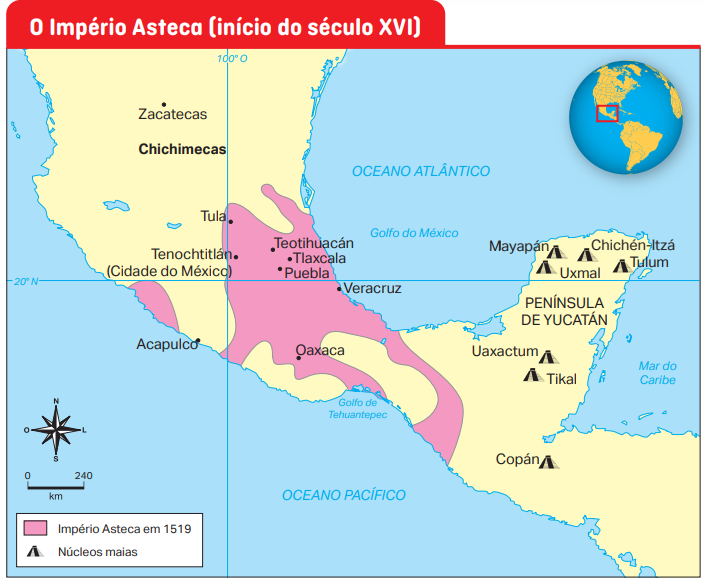 O Império Asteca (início do século XVI)
100° O
Zacatecas
Chichimecas
OCEANO ATLÂNTICO
Tula
Golfo do México
Teotihuacán
Tenochtitlán
(Cidade do México)
Tlaxcala
Puebla
Mayapán
Chichén-Itzá
Uxmal
Tulum
20° N
Veracruz
PENÍNSULA
DE YUCATÁN
Acapulco
Oaxaca
Uaxactum
Tikal
Mar do
Caribe
Golfo de
Tehuantepec
N
O
L
S
Copán
0
240
km
OCEANO PACÍFICO
Império Asteca em 1519
Núcleos maias